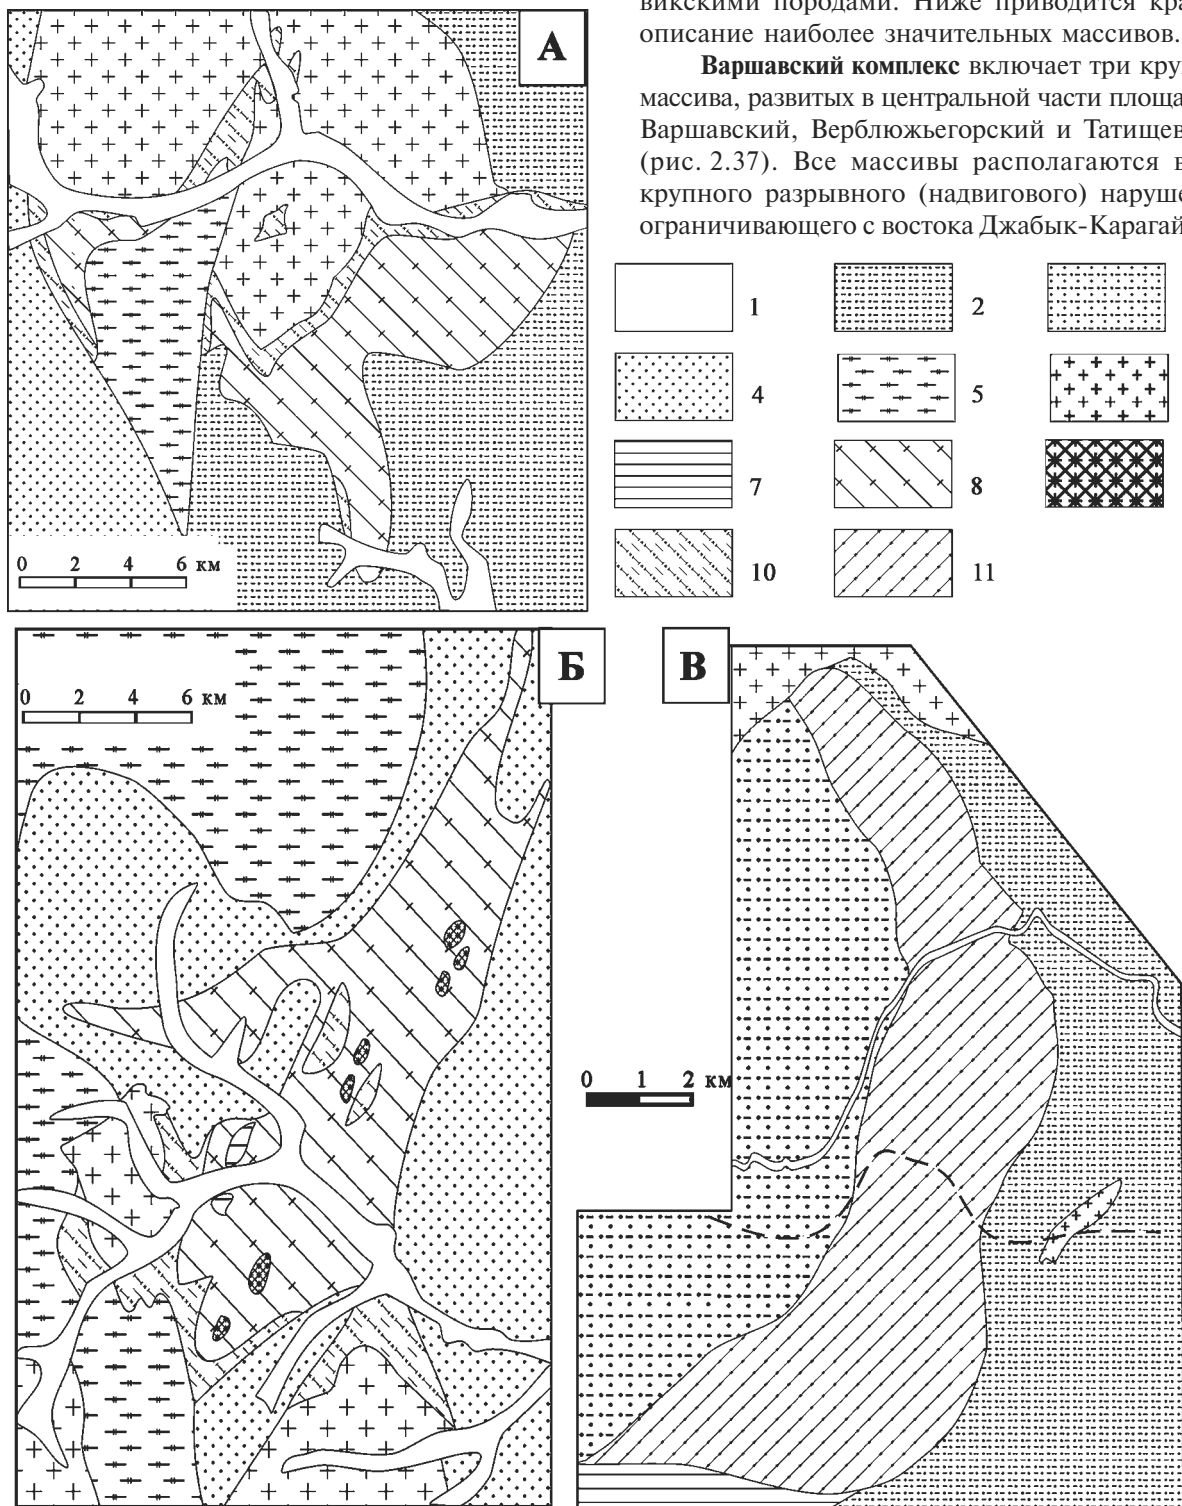 викскими породами. Ниже приводится кра
описание наиболее значительных массивов.
Варшавский комплекс включает три кру
массива, развитых в центральной части площа
Варшавский, Верблюжьегорский и Татищев
(рис. 2.37). Все массивы располагаются в
крупного разрывного (надвигового) наруше
ограничивающего с востока Джабык-Карагай
А
1
2
4
5
7
8
10
11
0 2 4 6 км
Б
0 2 4 6 км
В
0 1 2 км